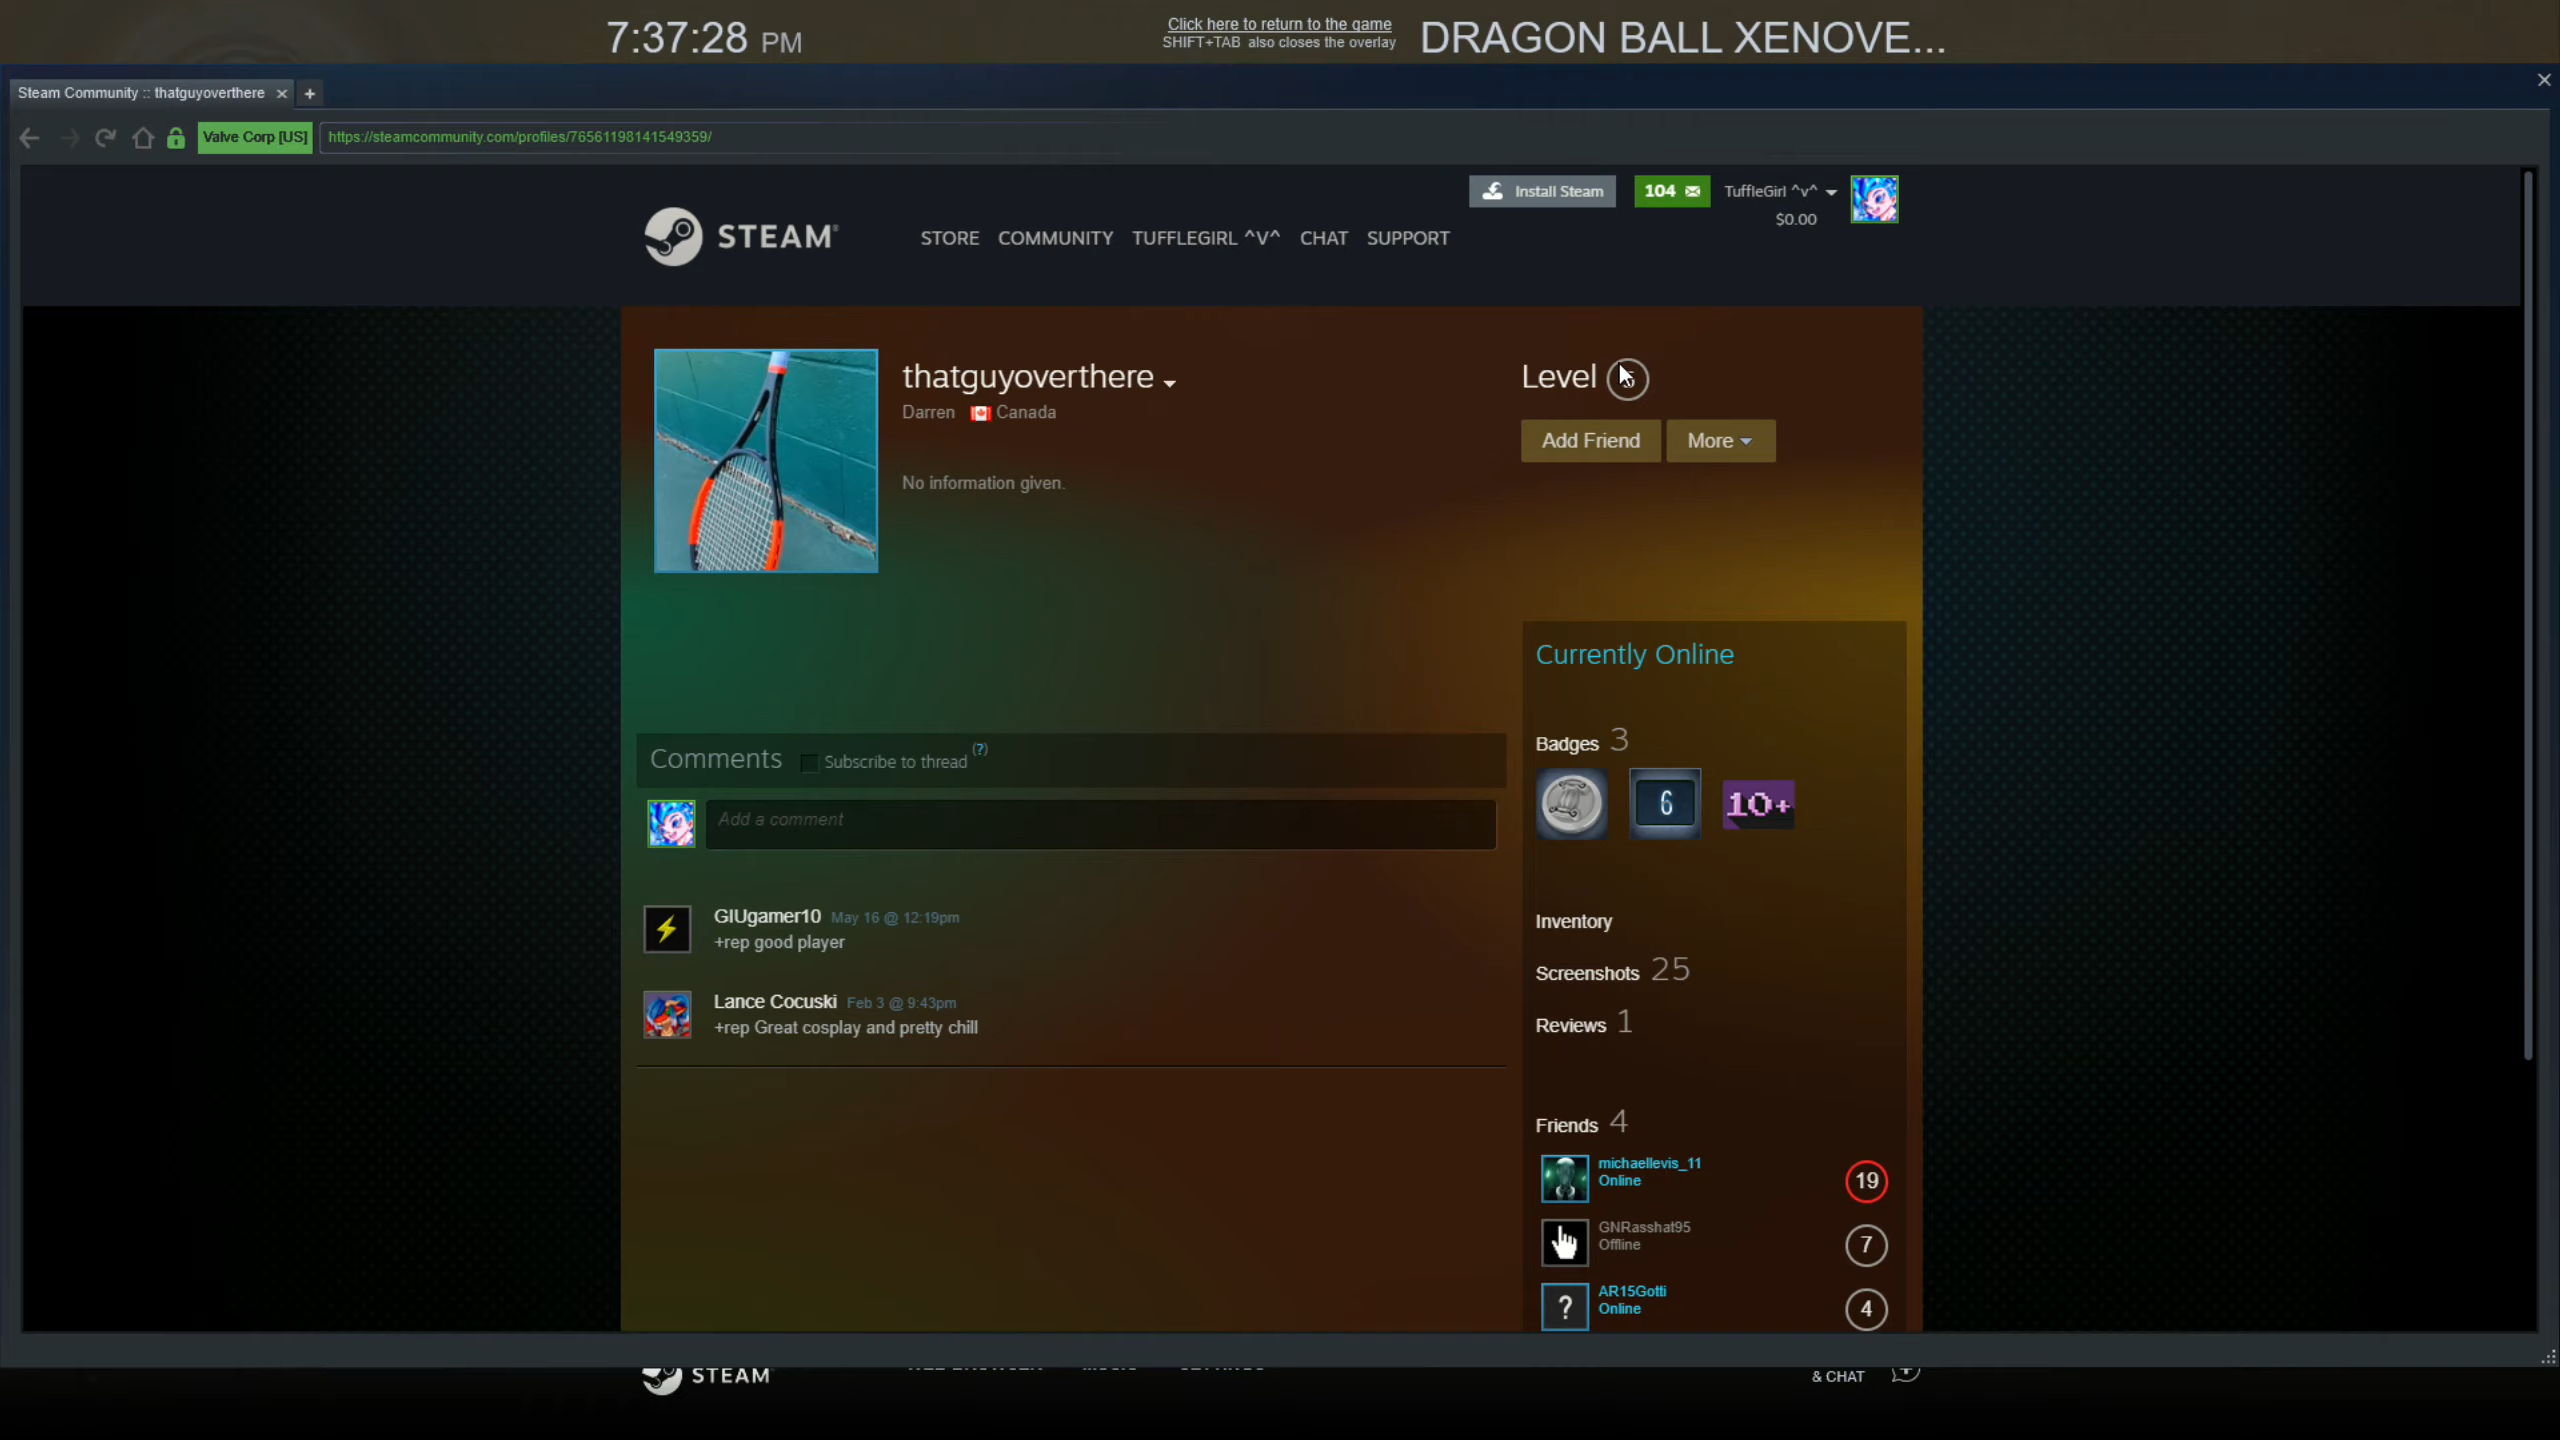 7:37:28 PM
Click here to return to the game
SHIFT+TAB also closes the overlay
DRAGON BALL XENOVE...
Steam Community :: thatguyoverthere
Valve Corp [US]
https://steamcommunity.com/profiles/76561198141549359/
Install Steam
104
TuffleGirl ^v^
$0.00
STEAM
STORE COMMUNITY TUFFLEGIRL ^V^ CHAT SUPPORT
thatguyoverthere
Darren Canada
No information given.
Level
Add Friend
More
Currently Online
Badges 3
6
10+
Comments Subscribe to thread (?)
Add a comment
GIUgamer10 May 16 @ 12:19pm
+rep good player
Lance Cocuski Feb 3 @ 9:43pm
+rep Great cosplay and pretty chill
Inventory
Screenshots 25
Reviews 1
Friends 4
michaellevis_11
Online
19
GNRasshat95
Offline
7
AR15Gotti
Online
4
?
STEAM
& CHAT